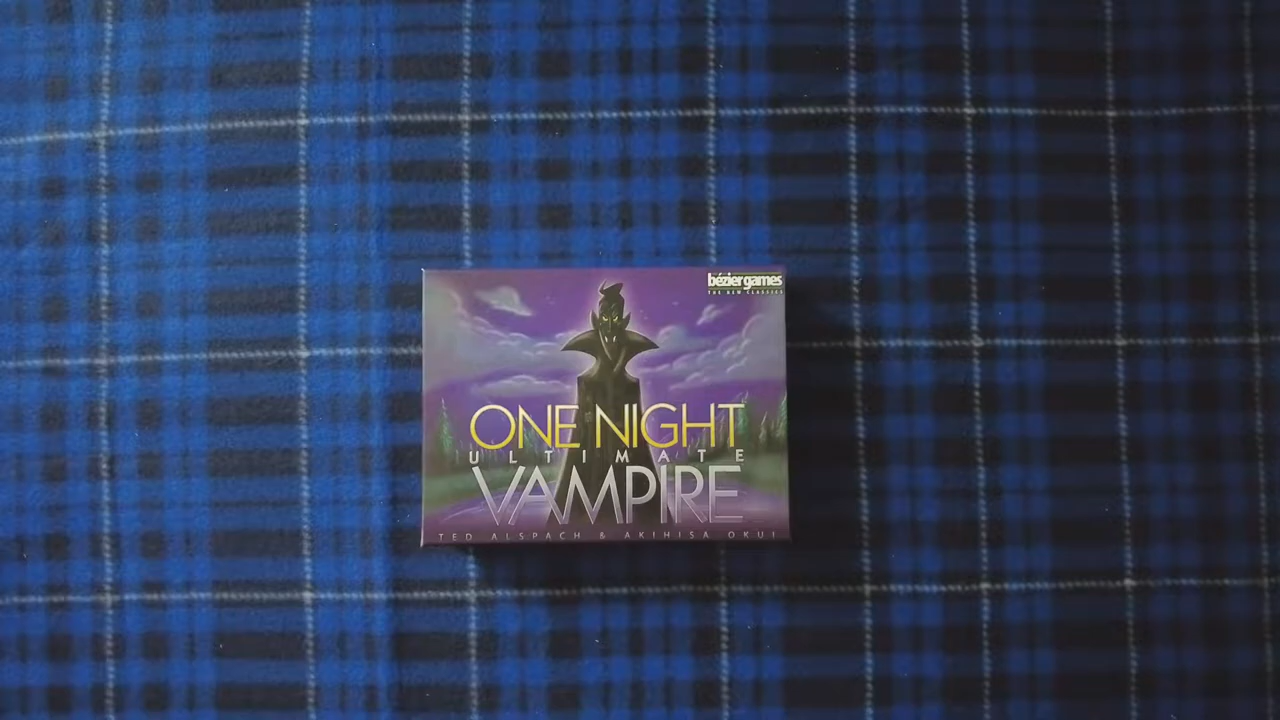 bézier games
THE NEW CLASSICS
ONE NIGHT
ULTIMATE
VAMPIRE
TED ALSPACH & AKIHISA OKUI